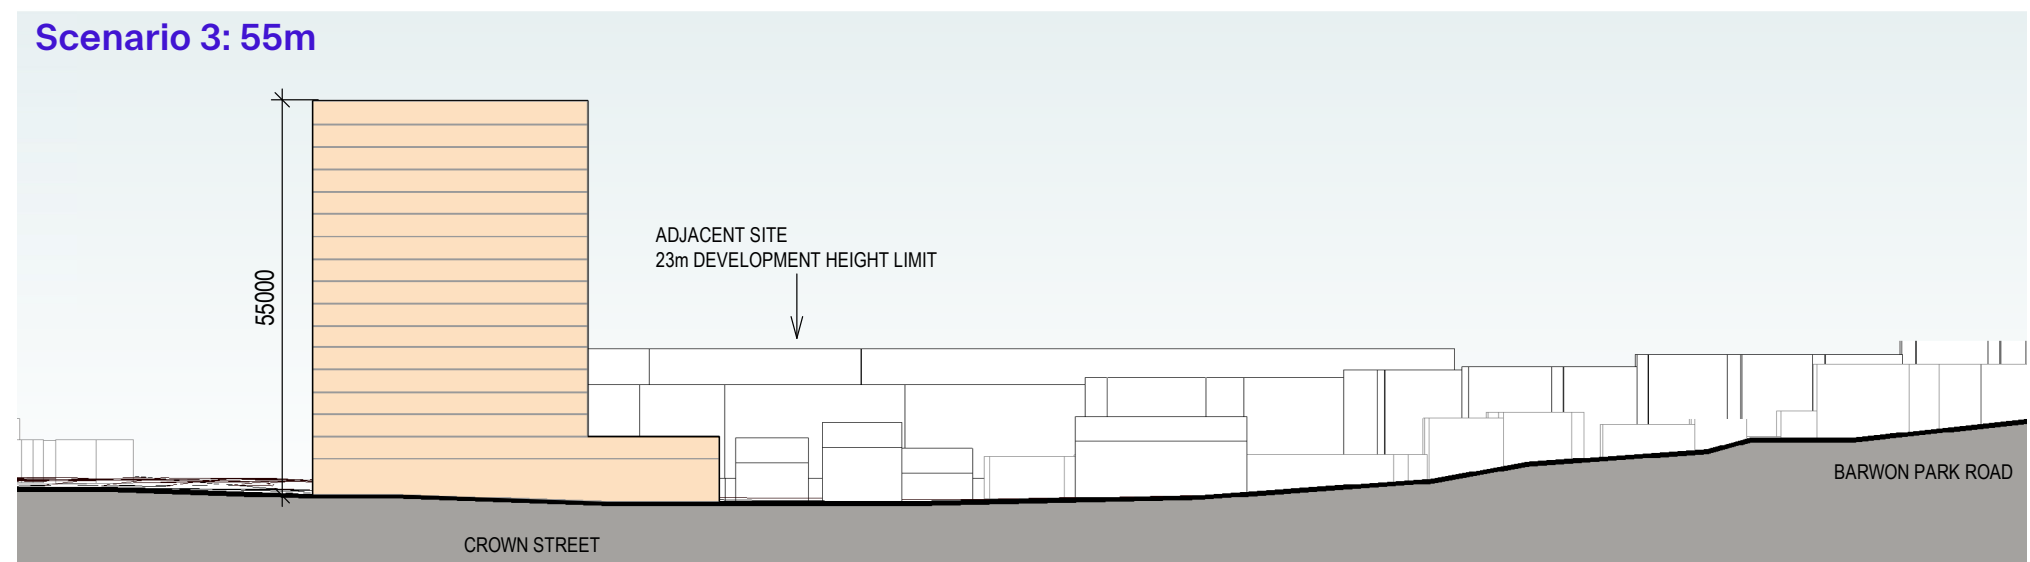 Scenario 3: 55m
ADJACENT SITE
23m DEVELOPMENT HEIGHT LIMIT
55000
BARWON PARK ROAD
CROWN STREET